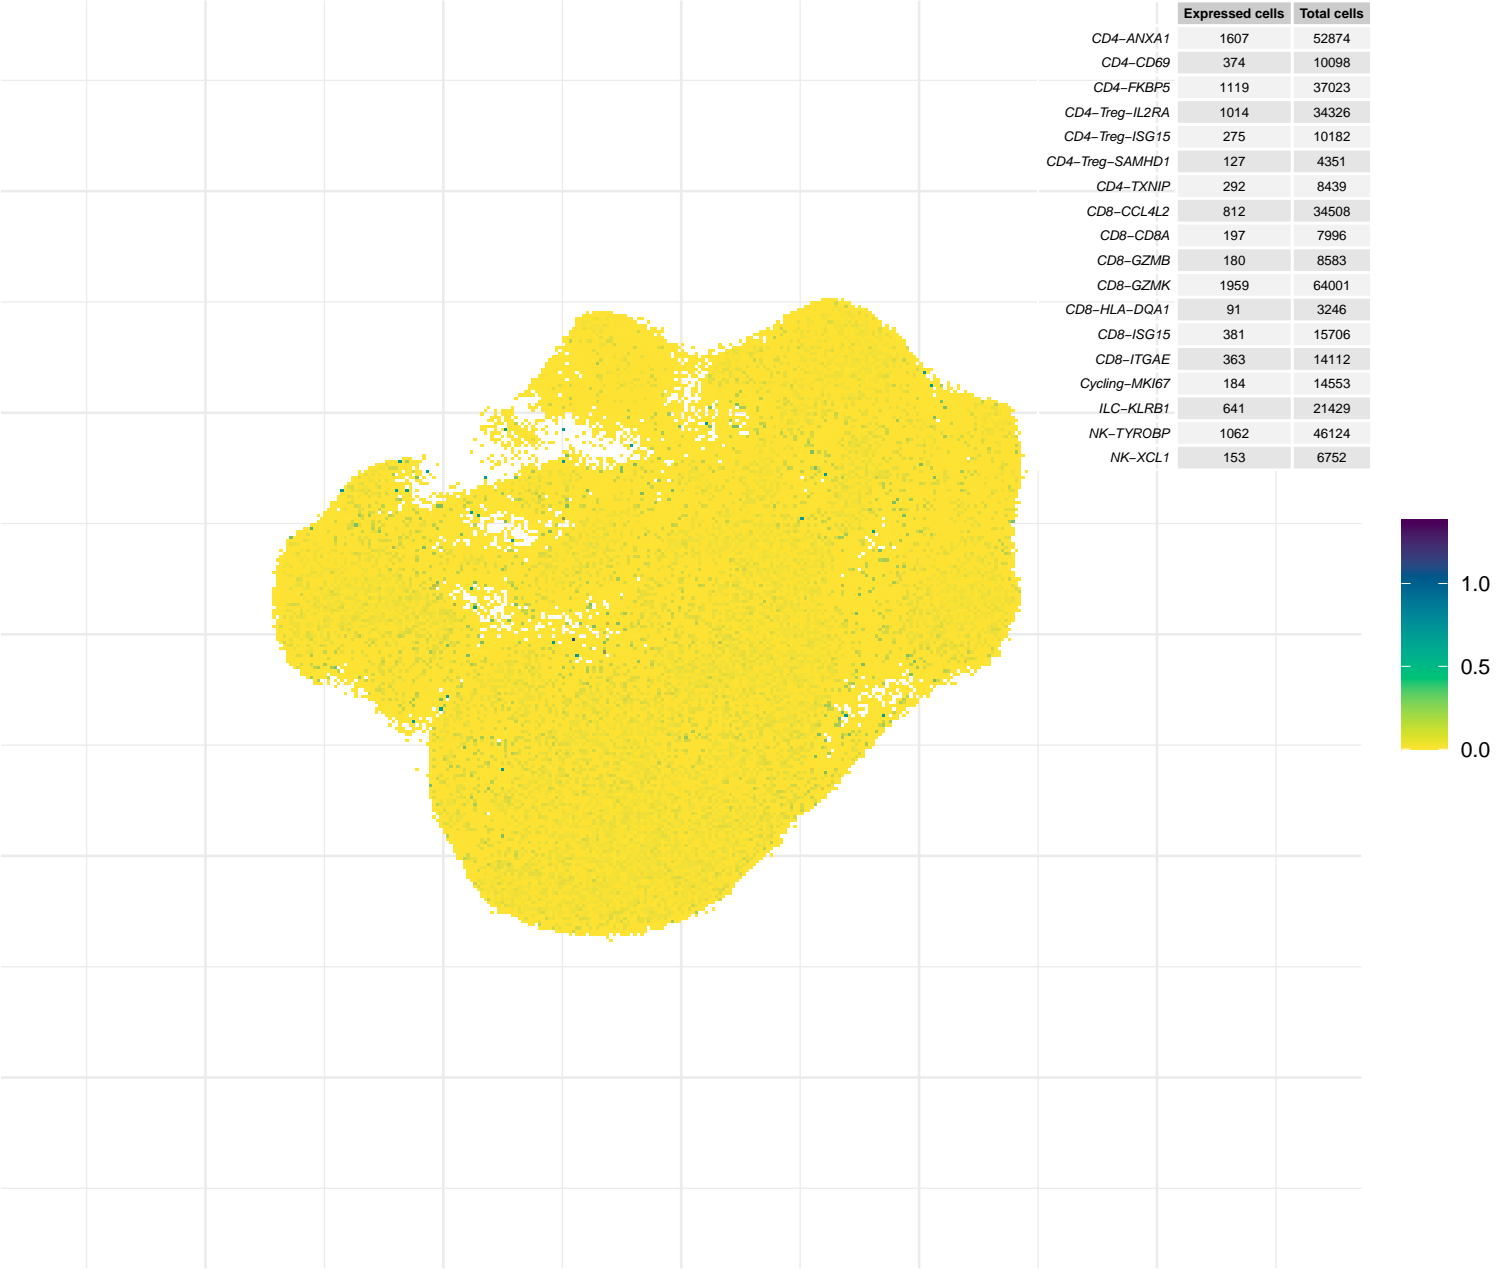 Expressed cells Total cells
CD4−ANXA1 1607 52874
CD4−CD69 374 10098
CD4−FKBP5 1119 37023
CD4−Treg−IL2RA 1014 34326
CD4−Treg−ISG15 275 10182
CD4−Treg−SAMHD1 127 4351
CD4−TXNIP 292 8439
CD8−CCL4L2 812 34508
CD8−CD8A 197 7996
CD8−GZMB 180 8583
CD8−GZMK 1959 64001
CD8−HLA−DQA1 91 3246
CD8−ISG15 381 15706
CD8−ITGAE 363 14112
Cycling−MKI67 184 14553
ILC−KLRB1 641 21429
NK−TYROBP 1062 46124
NK−XCL1 153 6752
1.0
0.5
0.0